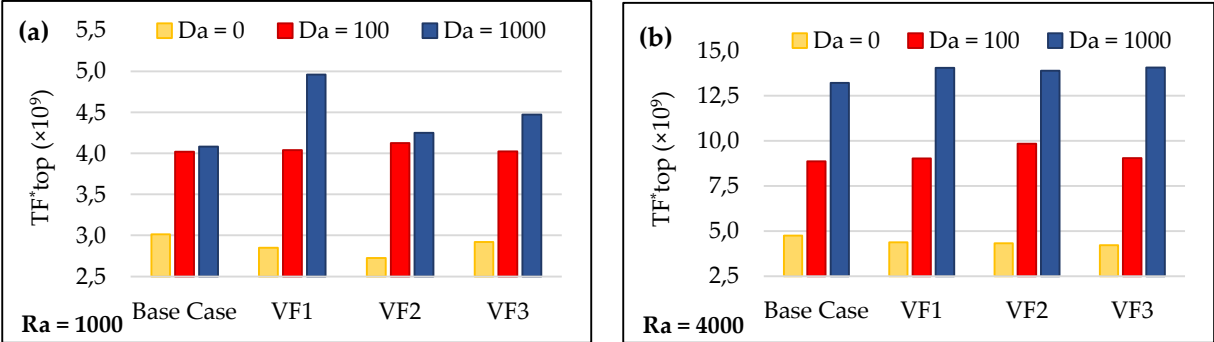 (a)
Da = 0 Da = 100 Da = 1000
TF*top (×10⁹)
5,5
5,0
4,5
4,0
3,5
3,0
2,5
Base Case VF1 VF2 VF3
Ra = 1000
(b)
Da = 0 Da = 100 Da = 1000
TF*top (×10⁹)
15,0
12,5
10,0
7,5
5,0
2,5
Base Case VF1 VF2 VF3
Ra = 4000